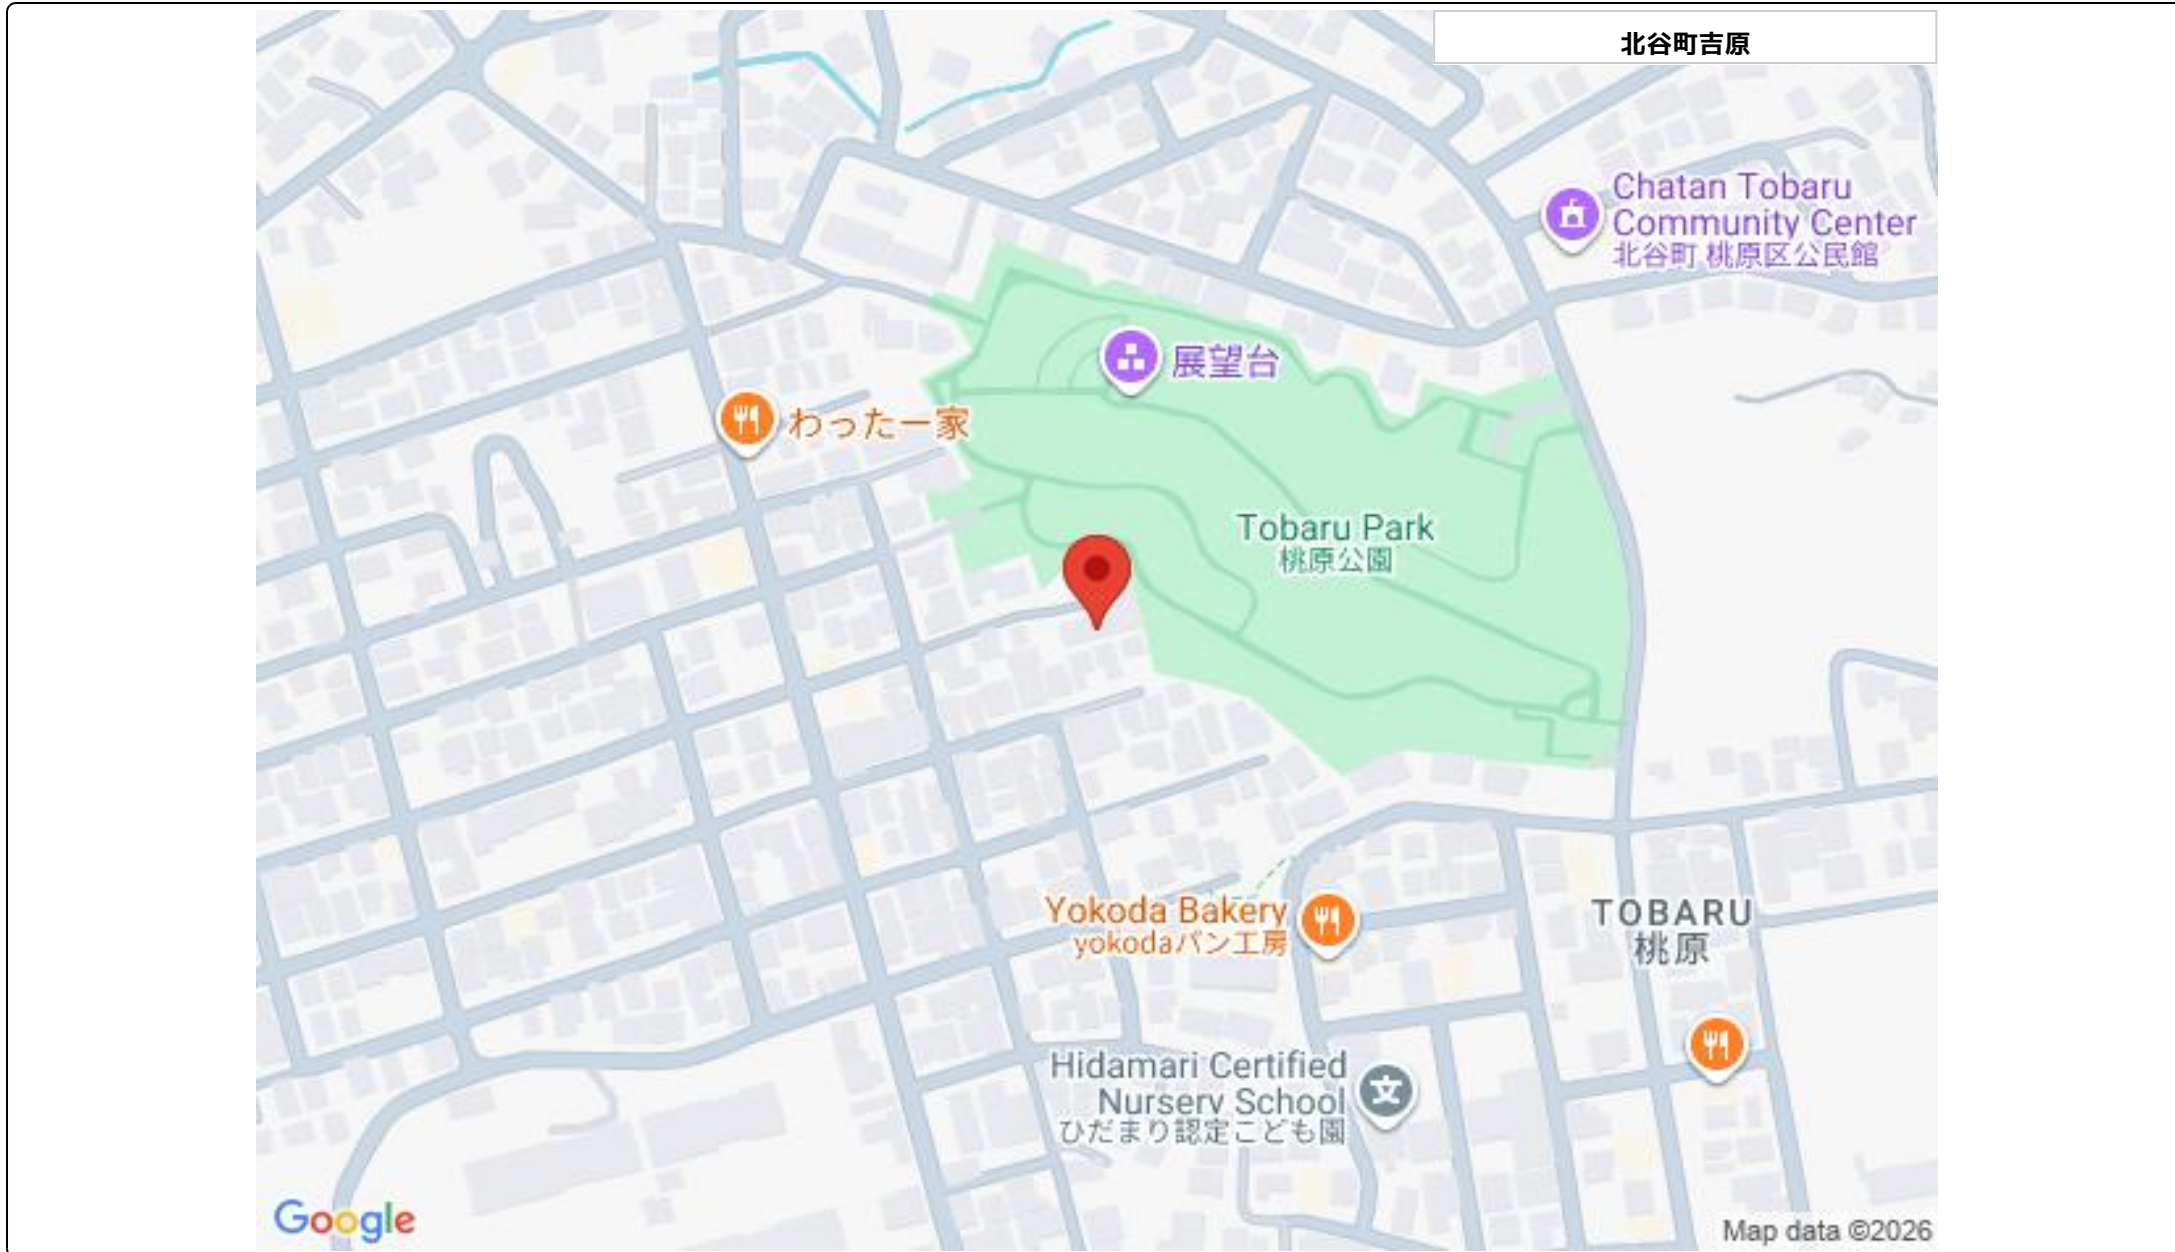 北谷町吉原
Chatan Tobaru
Community Center
北谷町 桃原区公民館
展望台
わったー家
Tobaru Park
桃原公園
Yokoda Bakery
yokodaパン工房
TOBARU
桃原
Hidamari Certified
Nursery School
ひだまり認定こども園
文
Google
Map data ©2026